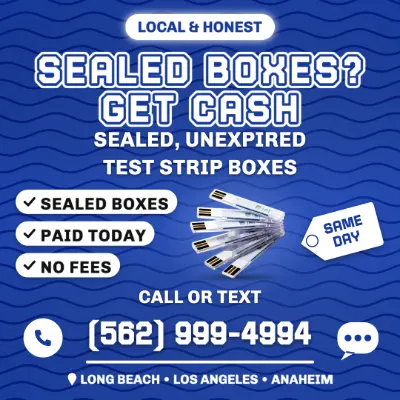 LOCAL & HONEST
SEALED BOXES?
GET CASH
SEALED, UNEXPIRED
TEST STRIP BOXES
SEALED BOXES
PAID TODAY
NO FEES
SAME
DAY
CALL OR TEXT
(562) 999-4994
LONG BEACH • LOS ANGELES • ANAHEIM